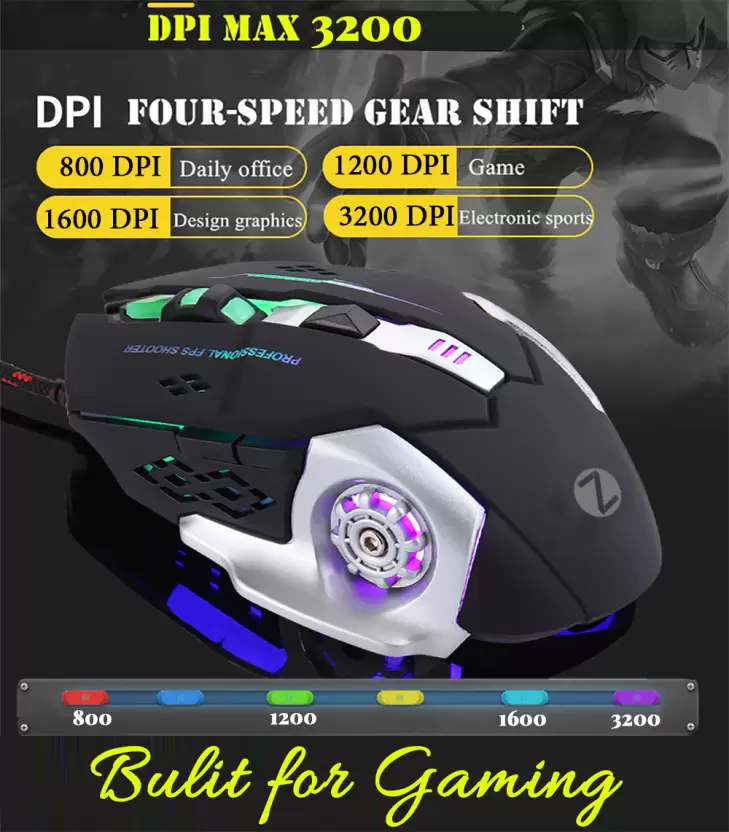 DPI MAX 3200
DPI FOUR-SPEED GEAR SHIFT
800 DPI Daily office
1200 DPI Game
1600 DPI Design graphics
3200 DPI Electronic sports
PROFESSIONAL FPS SHOOTER
Z
800 1200 1600 3200
Bulit for Gaming